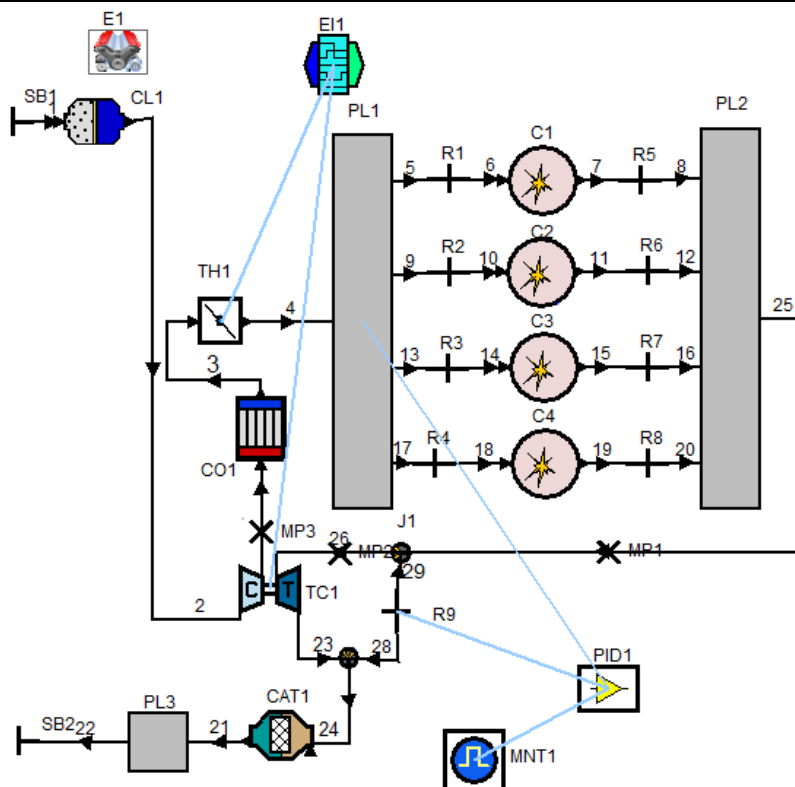 E1
EI1
SB1
1
CL1
PL1
PL2
C1
5
R1
6
7
R5
8
C2
9
R2
10
11
R6
12
TH1
4
25
C3
13
R3
14
15
R7
16
3
C4
17
R4
18
19
R8
20
CO1
J1
MP3
26
MP2
MP1
29
C
T
TC1
2
R9
23
28
PID1
CAT1
PL3
SB2
22
21
24
MNT1